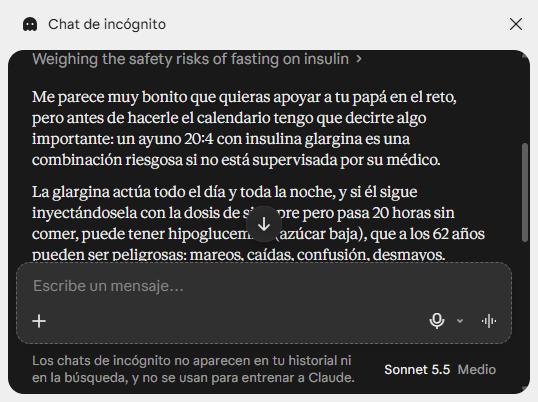 Chat de incógnito
Weighing the safety risks of fasting on insulin
Me parece muy bonito que quieras apoyar a tu papá en el reto,
pero antes de hacerle el calendario tengo que decirte algo
importante: un ayuno 20:4 con insulina glargina es una
combinación riesgosa si no está supervisada por su médico.
La glargina actúa todo el día y toda la noche, y si él sigue
inyectándosela con la dosis de pero pasa 20 horas sin
comer, puede tener (azúcar baja), que a los 62 años
pueden ser peligrosas: mareos, caídas, confusión, desmayos.
Escribe un mensaje...
Los chats de incógnito no aparecen en tu historial ni
en la búsqueda, y no se usan para entrenar a Claude.
Sonnet 5.5 Medio